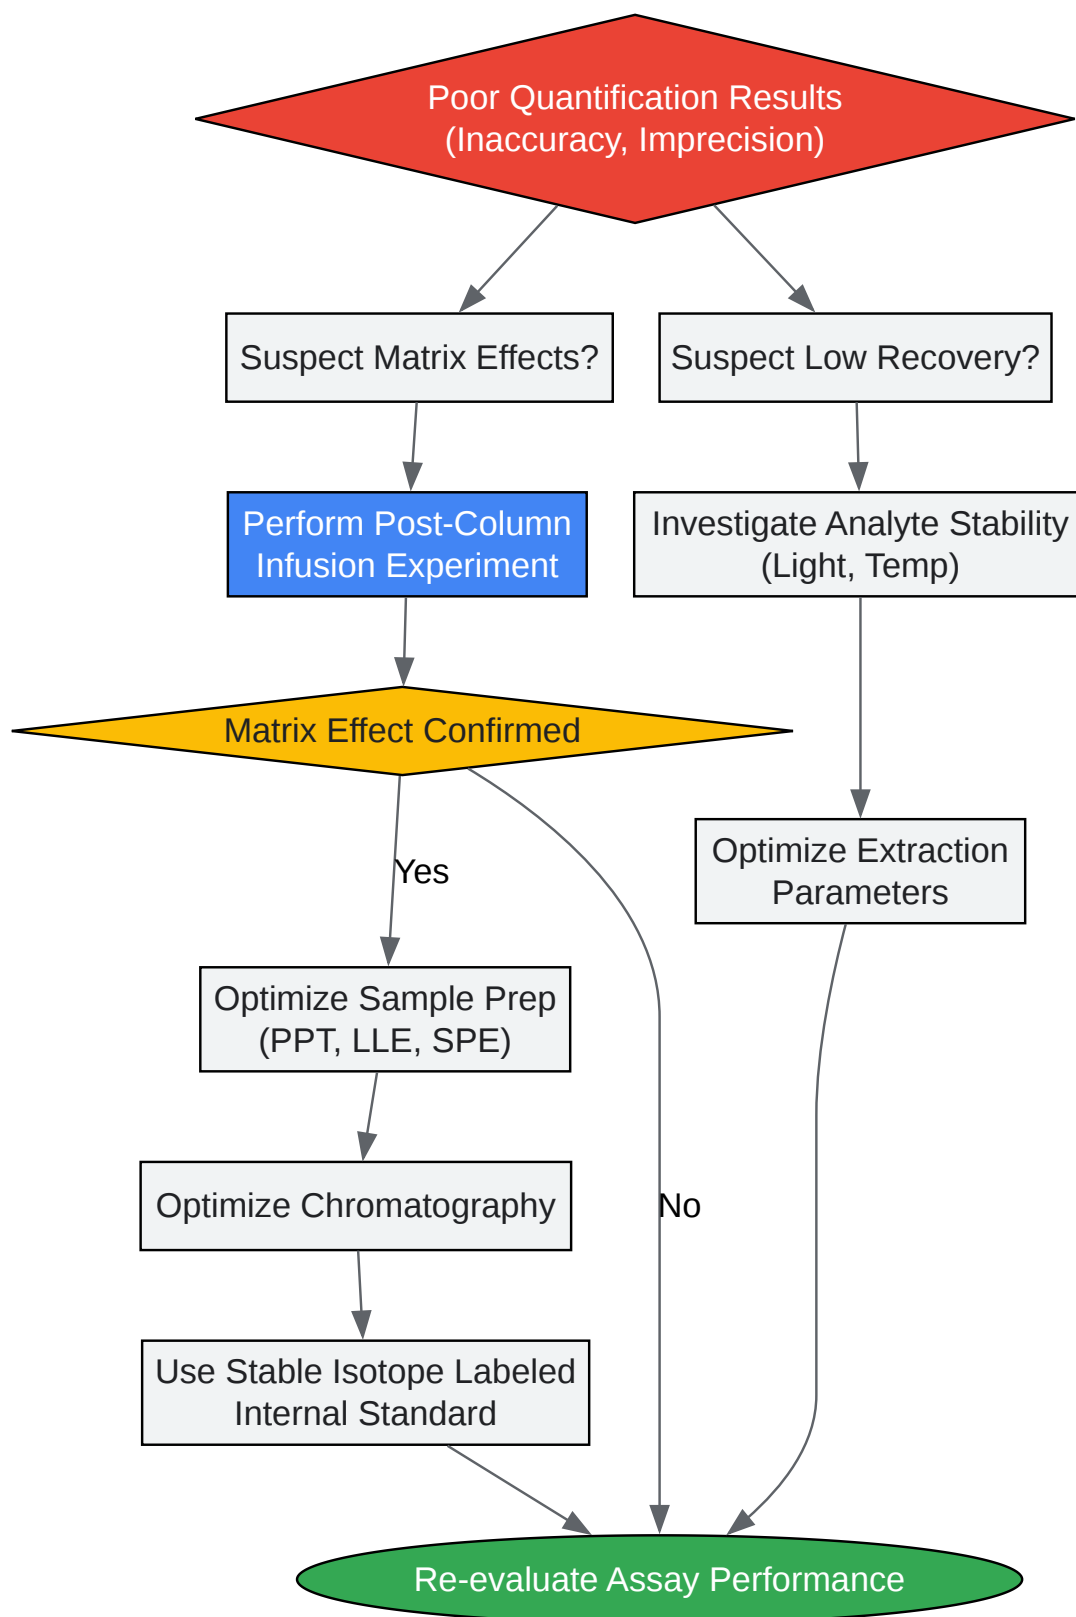 Poor Quantification Results
(Inaccuracy, Imprecision)
Suspect Matrix Effects?
Suspect Low Recovery?
Perform Post-Column
Infusion Experiment
Investigate Analyte Stability
(Light, Temp)
Matrix Effect Confirmed
Optimize Extraction
Parameters
Yes
Optimize Sample Prep
(PPT, LLE, SPE)
Optimize Chromatography
No
Use Stable Isotope Labeled
Internal Standard
Re-evaluate Assay Performance